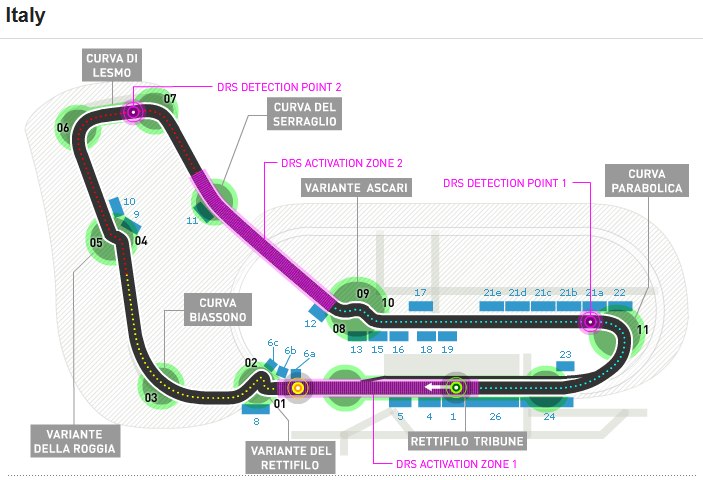 Italy
CURVA DI
LESMO
DRS DETECTION POINT 2
07
06
CURVA DEL
SERRAGLIO
DRS ACTIVATION ZONE 2
VARIANTE ASCARI
DRS DETECTION POINT 1
CURVA
PARABOLICA
10
9
11
05
04
09
10
17
21e
21d
21c
21b
21a
22
CURVA
BIASSONO
12
08
13
15
16
18
19
11
6c
6b
6a
02
23
03
01
5
4
1
26
24
8
VARIANTE
DELLA ROGGIA
VARIANTE DEL
RETTIFILO
RETTIFILO TRIBUNE
DRS ACTIVATION ZONE 1